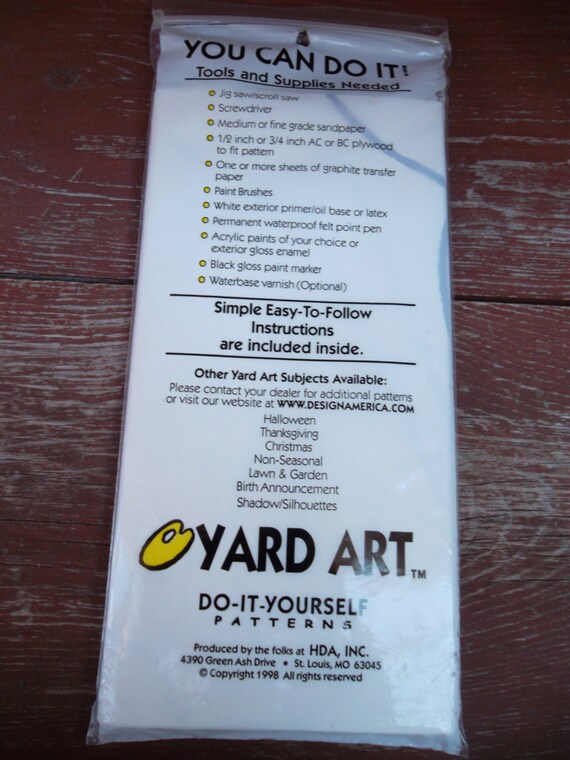 YOU CAN DO IT!
Tools and Supplies Needed
Jig saw/scroll saw
Screwdriver
Medium or fine grade sandpaper
1/2 inch or 3/4 inch AC or BC plywood
to fit pattern
One or more sheets of graphite transfer
paper
Paint Brushes
White exterior primer/oil base or latex
Permanent waterproof felt point pen
Acrylic paints of your choice or
exterior gloss enamel
Black gloss paint marker
Waterbase varnish (Optional)
Simple Easy-To-Follow
Instructions
are included inside.
Other Yard Art Subjects Available:
Please contact your dealer for additional patterns
or visit our website at WWW.DESIGNAMERICA.COM
Halloween
Thanksgiving
Christmas
Non-Seasonal
Lawn & Garden
Birth Announcement
Shadow/Silhouettes
YARD ART™
DO-IT-YOURSELF
PATTERNS
Produced by the folks at HDA, INC.
4390 Green Ash Drive • St. Louis, MO 63045
© Copyright 1998 All rights reserved